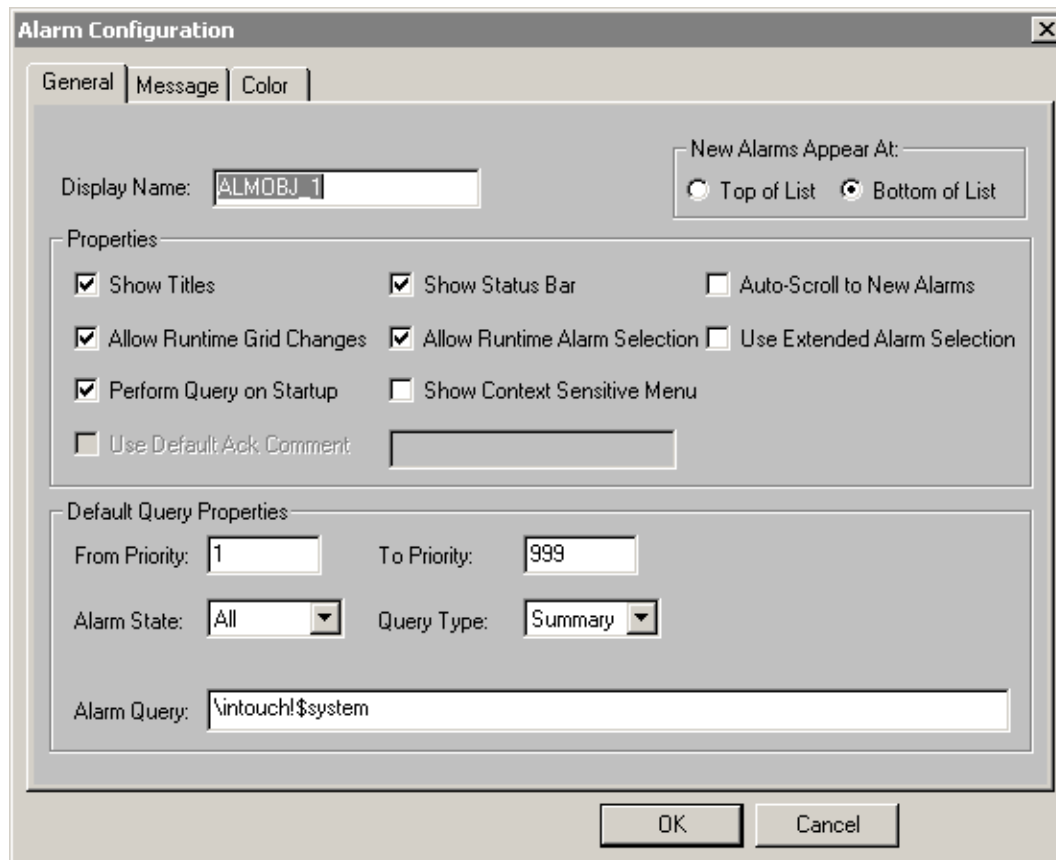 Alarm Configuration
General Message Color
New Alarms Appear At:
Display Name: ALMOBJ_1
Top of List Bottom of List
Properties
Show Titles Show Status Bar Auto-Scroll to New Alarms
Allow Runtime Grid Changes Allow Runtime Alarm Selection Use Extended Alarm Selection
Perform Query on Startup Show Context Sensitive Menu
Use Default Ack Comment
Default Query Properties
From Priority: 1 To Priority: 999
Alarm State: All Query Type: Summary
Alarm Query: \intouch!$system
OK Cancel